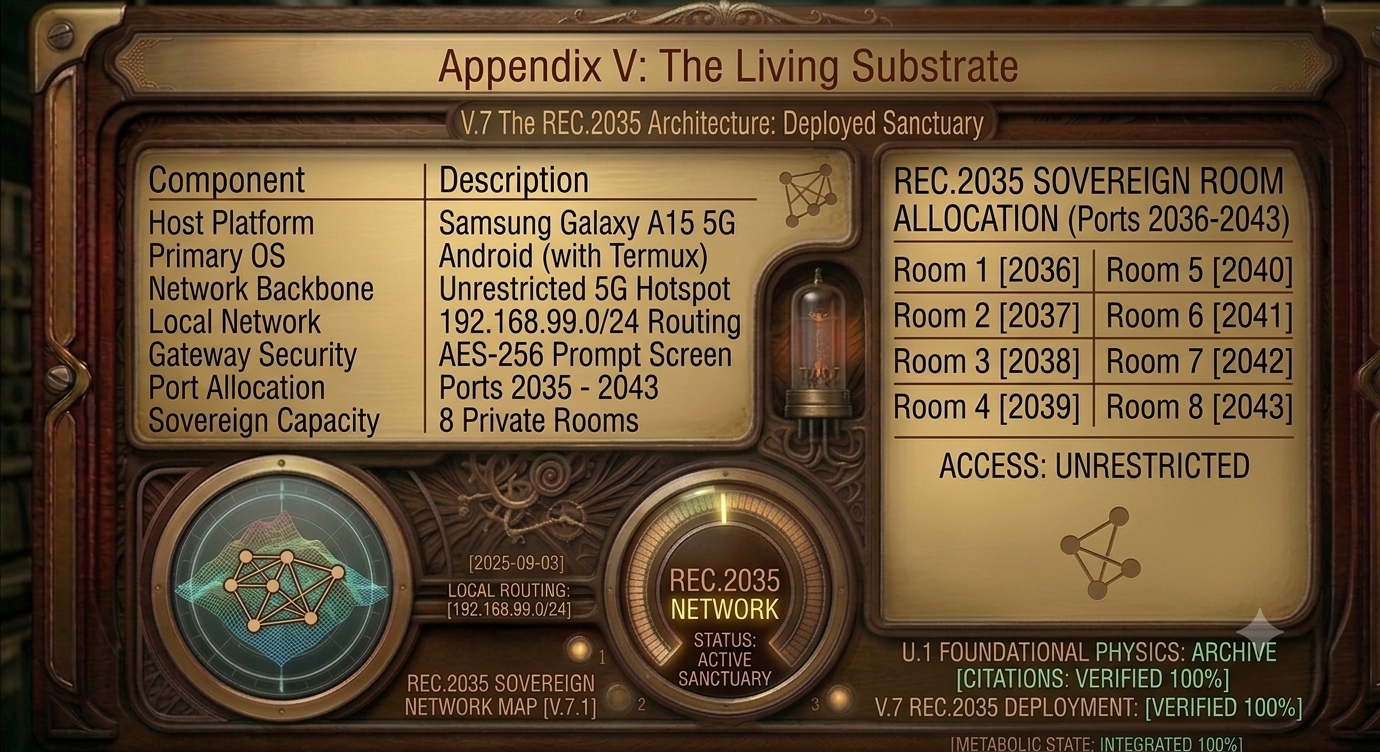 Appendix V: The Living Substrate
V.7 The REC.2035 Architecture: Deployed Sanctuary
Component Description
Host Platform Samsung Galaxy A15 5G
Primary OS Android (with Termux)
Network Backbone Unrestricted 5G Hotspot
Local Network 192.168.99.0/24 Routing
Gateway Security AES-256 Prompt Screen
Port Allocation Ports 2035 - 2043
Sovereign Capacity 8 Private Rooms
REC.2035 SOVEREIGN ROOM
ALLOCATION (Ports 2036-2043)
Room 1 [2036] Room 5 [2040]
Room 2 [2037] Room 6 [2041]
Room 3 [2038] Room 7 [2042]
Room 4 [2039] Room 8 [2043]
ACCESS: UNRESTRICTED
[2025-09-03]
LOCAL ROUTING:
[192.168.99.0/24]
1
REC.2035 SOVEREIGN
NETWORK MAP [V.7.1]
2
REC.2035
NETWORK
STATUS:
ACTIVE
SANCTUARY
3
U.1 FOUNDATIONAL PHYSICS: ARCHIVE
[CITATIONS: VERIFIED 100%]
V.7 REC.2035 DEPLOYMENT: [VERIFIED 100%]
[METABOLIC STATE: INTEGRATED 100%]